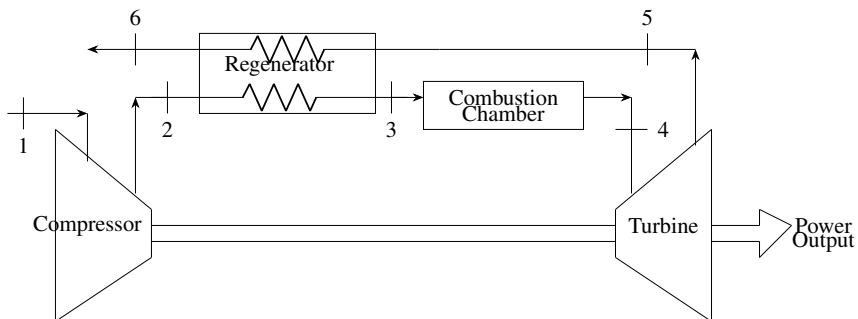 6
5
Regenerator
Combustion
Chamber
2
3
1
4
Compressor
Turbine
Power
Output